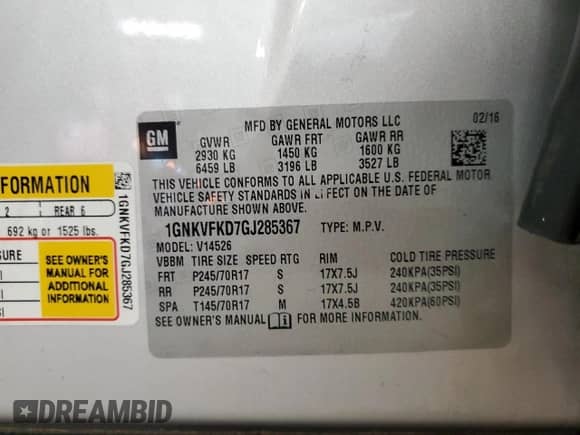 MFD BY GENERAL MOTORS LLC 02/16
GM
GVWR GAWR FRT GAWR RR
2930 KG 1450 KG 1600 KG
6459 LB 3196 LB 3527 LB
THIS VEHICLE CONFORMS TO ALL APPLICABLE U.S. FEDERAL MOTOR
VEHICLE SAFETY STANDARDS IN EFFECT ON THE DATE OF
MANUFACTURE SHOWN ABOVE.
1GNKVFKD7GJ285367 TYPE: M.P.V.
MODEL: V14526
VBBM TIRE SIZE SPEED RTG RIM COLD TIRE PRESSURE
FRT P245/70R17 S 17X7.5J 240KPA(35PSI)
RR P245/70R17 S 17X7.5J 240KPA(35PSI)
SPA T145/70R17 M 17X4.5B 420KPA(60PSI)
SEE OWNER'S MANUAL i FOR MORE INFORMATION.
FORMATION
2 REAR 6
692 kg or 1525 lbs.
SEE OWNER'S
MANUAL FOR
ADDITIONAL
INFORMATION
1GNKVFKD7GJ285367
DREAMBID